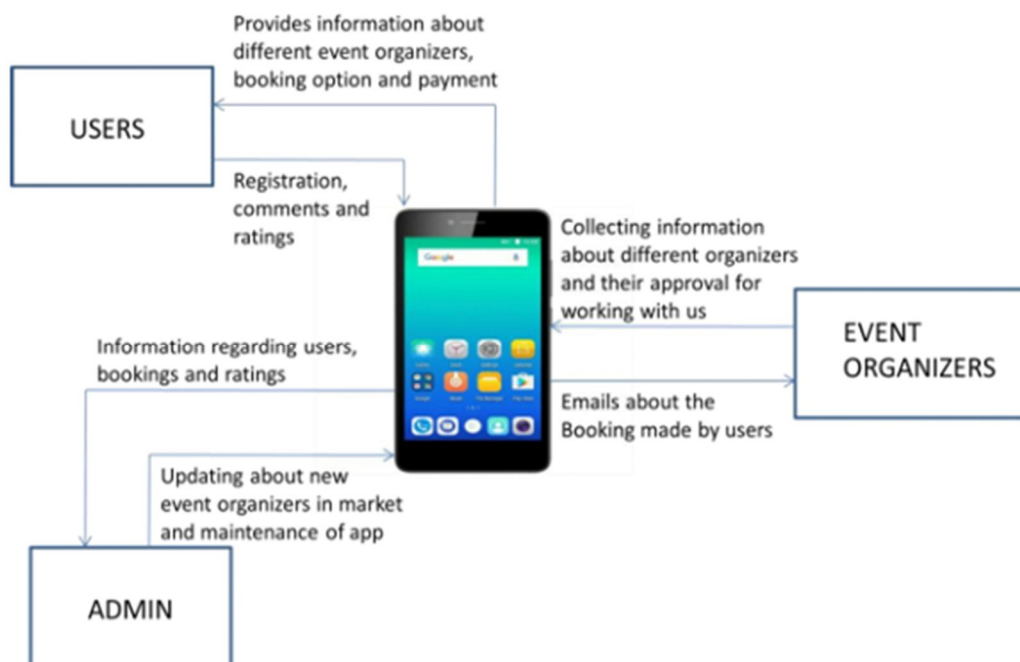 Provides information about
different event organizers,
booking option and payment
USERS
Registration,
comments and
ratings
Google
Collecting information
about different organizers
and their approval for
working with us
EVENT
ORGANIZERS
Information regarding users,
bookings and ratings
Emails about the
Booking made by users
Updating about new
event organizers in market
and maintenance of app
ADMIN